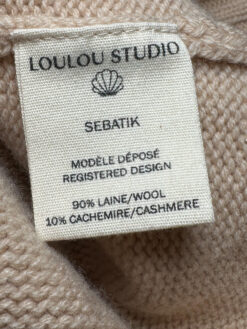 LOULOU STUDIO
SEBATIK
MODÈLE DÉPOSÉ
REGISTERED DESIGN
90% LAINE/WOOL
10% CACHEMIRE/CASHMERE